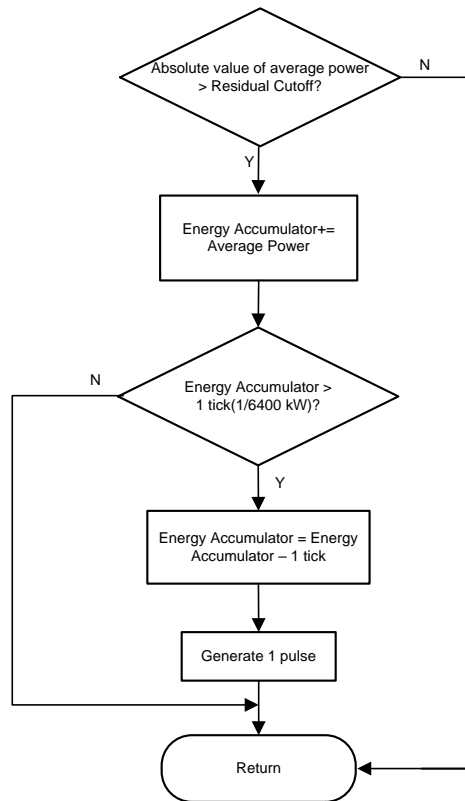 Absolute value of average power
> Residual Cutoff?
N
Y
Energy Accumulator+=
Average Power
N
Energy Accumulator >
1 tick(1/6400 kW)?
Y
Energy Accumulator = Energy
Accumulator – 1 tick
Generate 1 pulse
Return